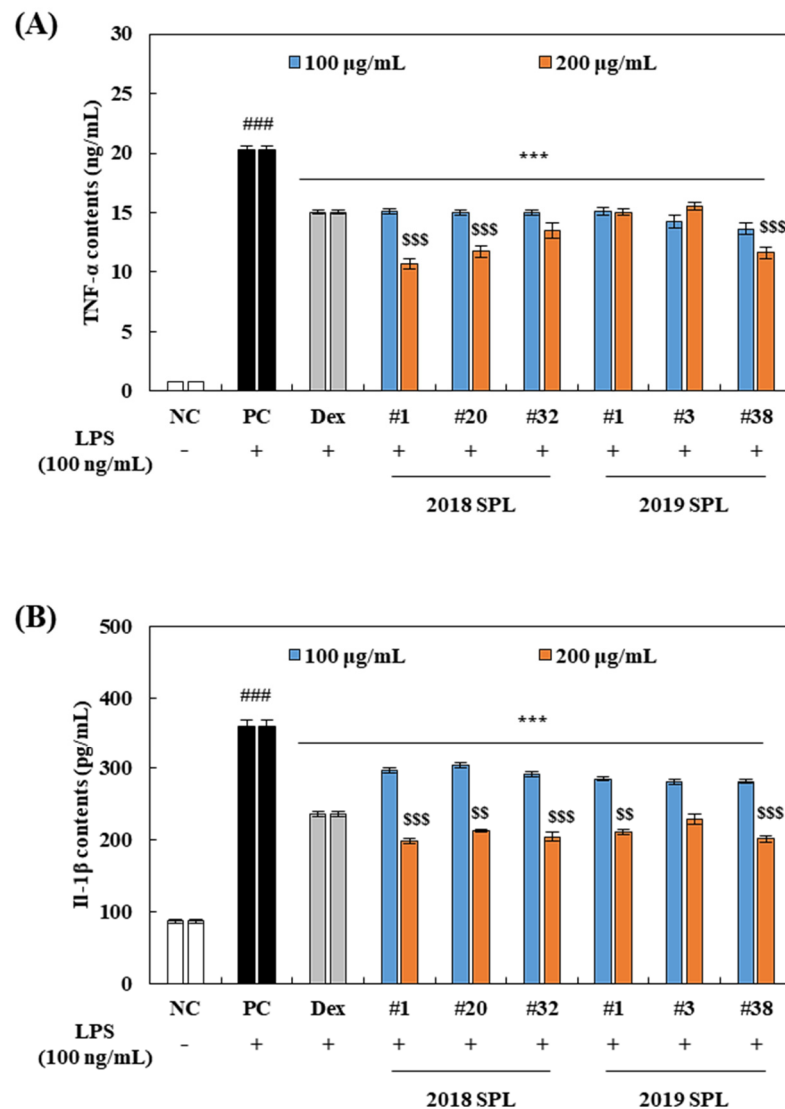 (A)
30
25
20
15
10
5
0
TNF-α contents (ng/mL)
100 μg/mL 200 μg/mL
###
***
$$$ $$$ $$$
NC PC Dex #1 #20 #32 #1 #3 #38
LPS
(100 ng/mL)
- + + + + + + + +
2018 SPL 2019 SPL
(B)
500
400
300
200
100
0
Il-1β contents (pg/mL)
100 μg/mL 200 μg/mL
###
***
$$$ $$ $$$ $$ $$$
NC PC Dex #1 #20 #32 #1 #3 #38
LPS
(100 ng/mL)
- + + + + + + + +
2018 SPL 2019 SPL